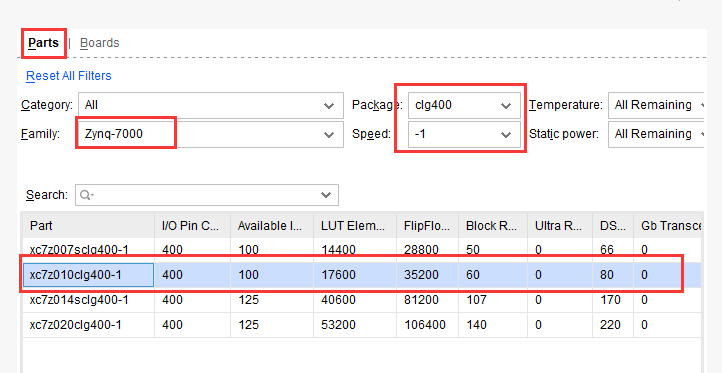 Parts | Boards
Reset All Filters
Category: All Package: clg400 Temperature: All Remaining
Family: Zynq-7000 Speed: -1 Static power: All Remaining
Search: Q-
Part I/O Pin C... Available I... LUT Elem... FlipFlo... Block R... Ultra R... DS... Gb Transce
xc7z007sclg400-1 400 100 14400 28800 50 0 66 0
xc7z010clg400-1 400 100 17600 35200 60 0 80 0
xc7z014sclg400-1 400 125 40600 81200 107 0 170 0
xc7z020clg400-1 400 125 53200 106400 140 0 220 0